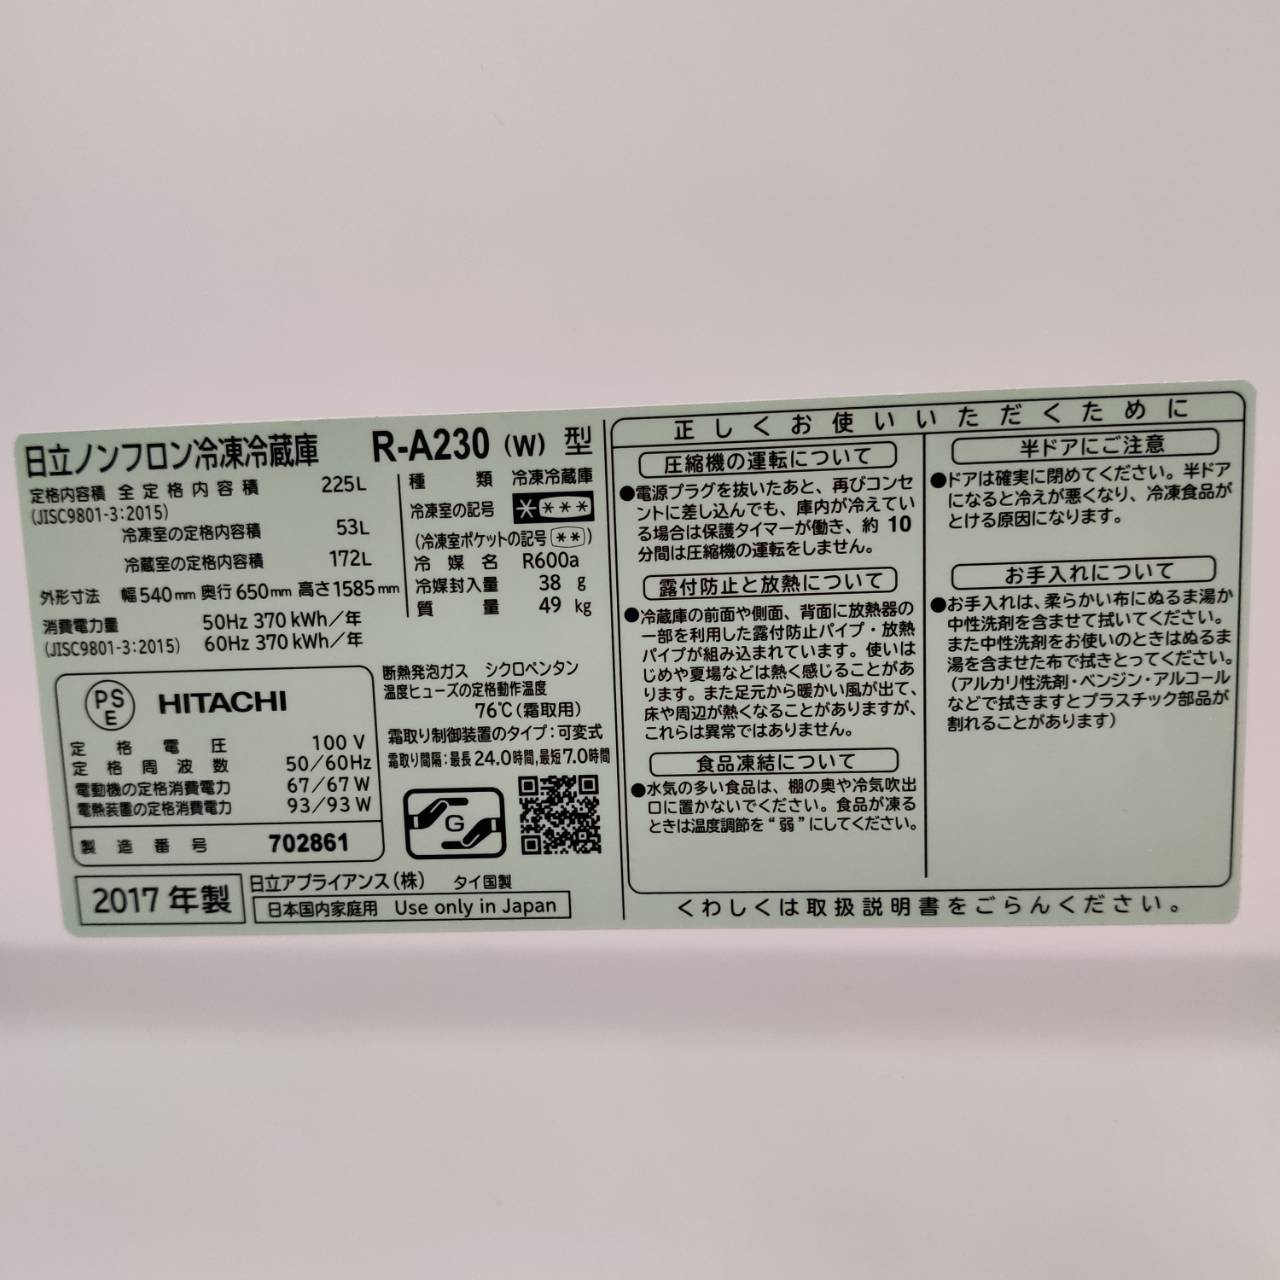 日立ノンフロン冷凍冷蔵庫 R-A230 (W) 型
定格内容積 全定格内容積 225L
(JISC9801-3:2015)
冷凍室の定格内容積 53L
冷蔵室の定格内容積 172L
外形寸法 幅540mm 奥行650mm 高さ1585mm
消費電力量 50Hz 370kWh/年
(JISC9801-3:2015) 60Hz 370kWh/年
種類 冷凍冷蔵庫
冷凍室の記号 ****
(冷凍室ポケットの記号 **)
冷媒名 R600a
冷媒封入量 38 g
質量 49 kg
PS
E
HITACHI
定格電圧 100 V
定格周波数 50/60Hz
電動機の定格消費電力 67/67W
電熱装置の定格消費電力 93/93W
製造番号 702861
断熱発泡ガス シクロペンタン
温度ヒューズの定格動作温度
76℃(霜取用)
霜取り制御装置のタイプ:可変式
霜取り間隔:最長24.0時間,最短7.0時間
G
2017年製
日立アプライアンス(株) タイ国製
日本国内家庭用 Use only in Japan
正しくお使いいただくために
圧縮機の運転について
●電源プラグを抜いたあと、再びコンセ
ントに差し込んでも、庫内が冷えてい
る場合は保護タイマーが働き、約10
分間は圧縮機の運転をしません。
露付防止と放熱について
●冷蔵庫の前面や側面、背面に放熱器の
一部を利用した露付防止パイプ・放熱
パイプが組み込まれています。使いは
じめや夏場などは熱く感じることがあ
ります。また足元から暖かい風が出て、
床や周辺が熱くなることがありますが、
これらは異常ではありません。
食品凍結について
●水気の多い食品は、棚の奥や冷気吹出
口に置かないでください。食品が凍る
ときは温度調節を“弱”にしてください。
半ドアにご注意
●ドアは確実に閉めてください。半ドア
になると冷えが悪くなり、冷凍食品が
とける原因になります。
お手入れについて
●お手入れは、柔らかい布にぬるま湯か
中性洗剤を含ませて拭いてください。
また中性洗剤をお使いのときはぬるま
湯を含ませた布で拭きとってください。
(アルカリ性洗剤・ベンジン・アルコール
などで拭きますとプラスチック部品が
割れることがあります)
くわしくは取扱説明書をごらんください。